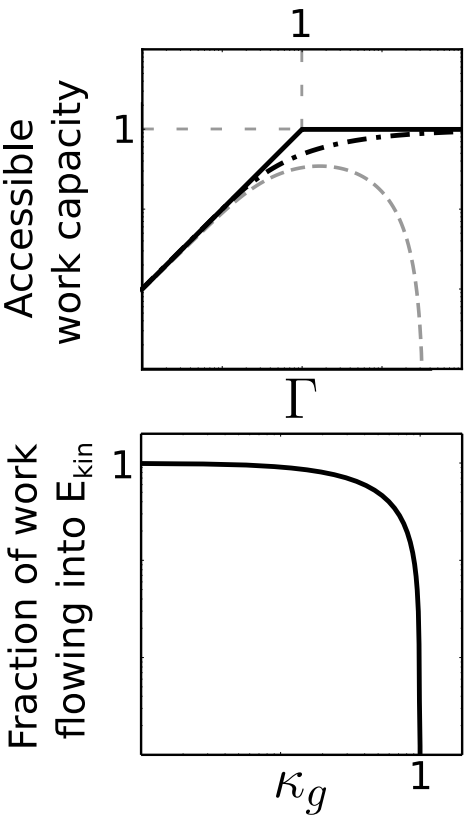 1
Accessible
work capacity
1
Γ
Fraction of work
flowing into E_kin
1
κ_g
1